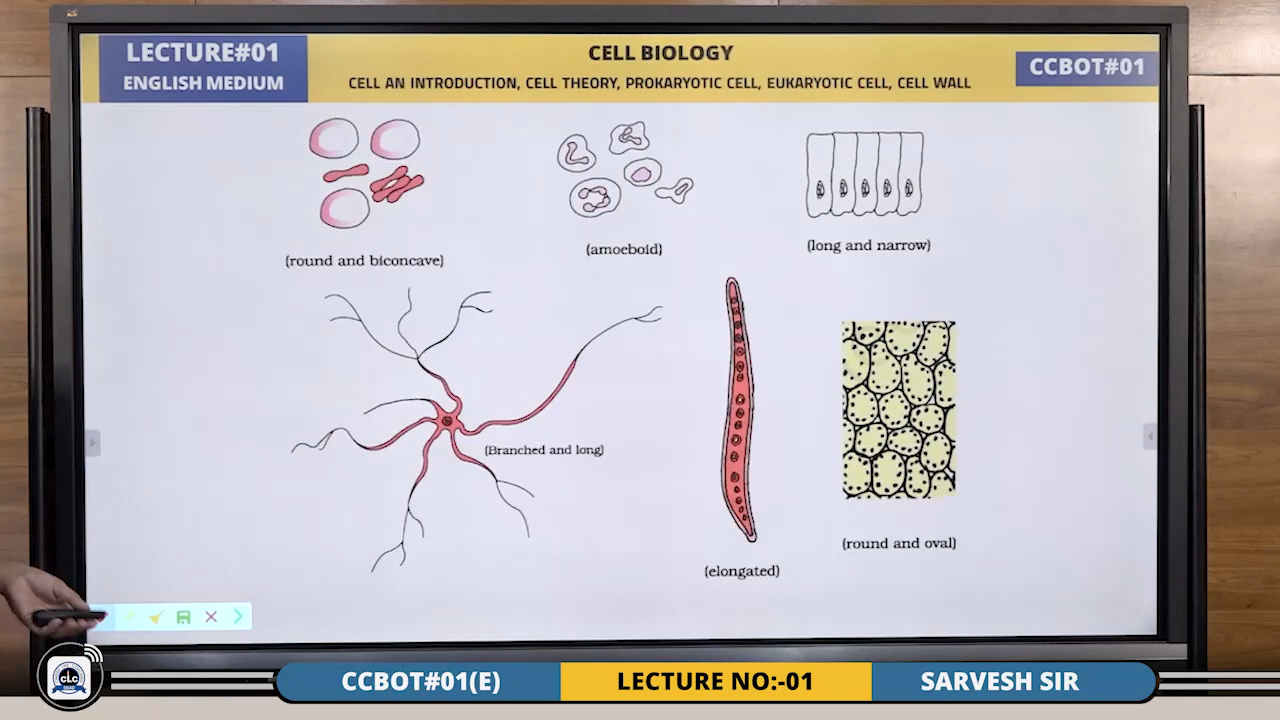 LECTURE#01
ENGLISH MEDIUM
CELL BIOLOGY
CELL AN INTRODUCTION, CELL THEORY, PROKARYOTIC CELL, EUKARYOTIC CELL, CELL WALL
CCBOT#01
(round and biconcave)
(amoeboid)
(long and narrow)
(Branched and long)
(elongated)
(round and oval)
CLC
CCBOT#01(E)
LECTURE NO:-01
SARVESH SIR